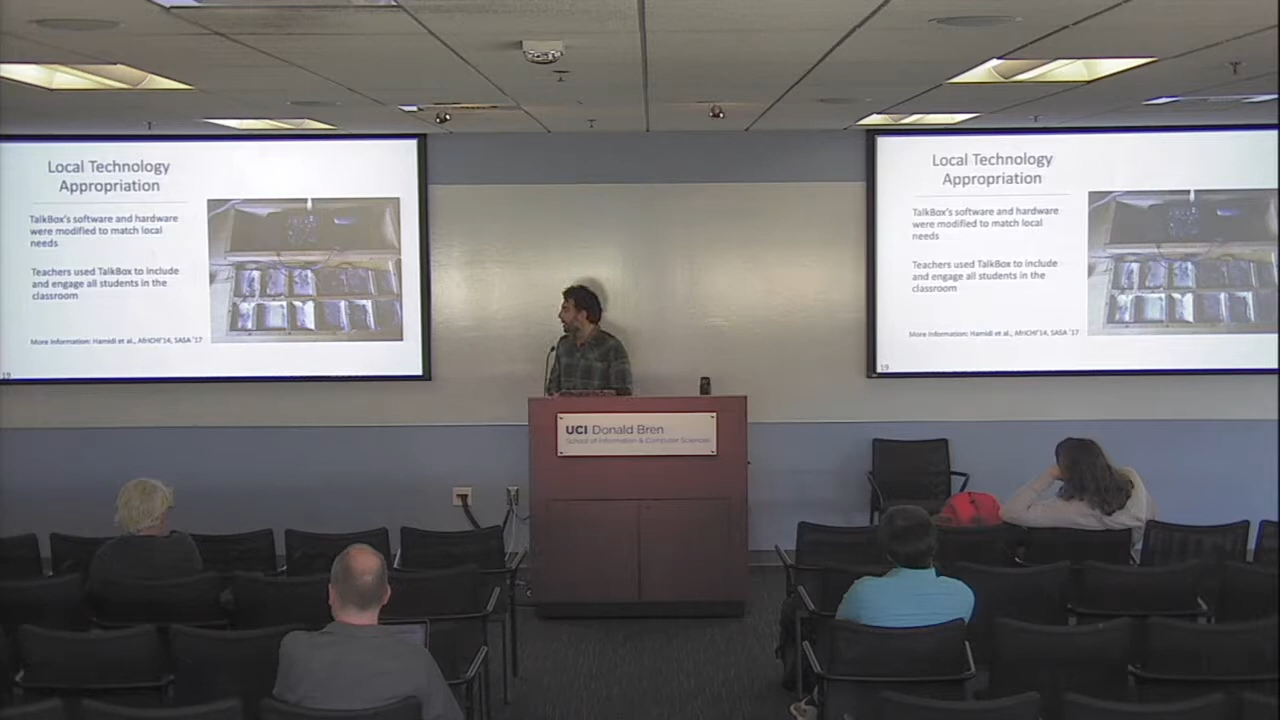 Local Technology
Appropriation
TalkBox's software and hardware
were modified to match local
needs
Teachers used TalkBox to include
and engage all students in the
classroom
More Information: Hamidi et al., AfriCHI'14, SASA '17
19
UCI Donald Bren
School of Information & Computer Sciences
Local Technology
Appropriation
TalkBox's software and hardware
were modified to match local
needs
Teachers used TalkBox to include
and engage all students in the
classroom
More Information: Hamidi et al., AfriCHI'14, SASA '17
19